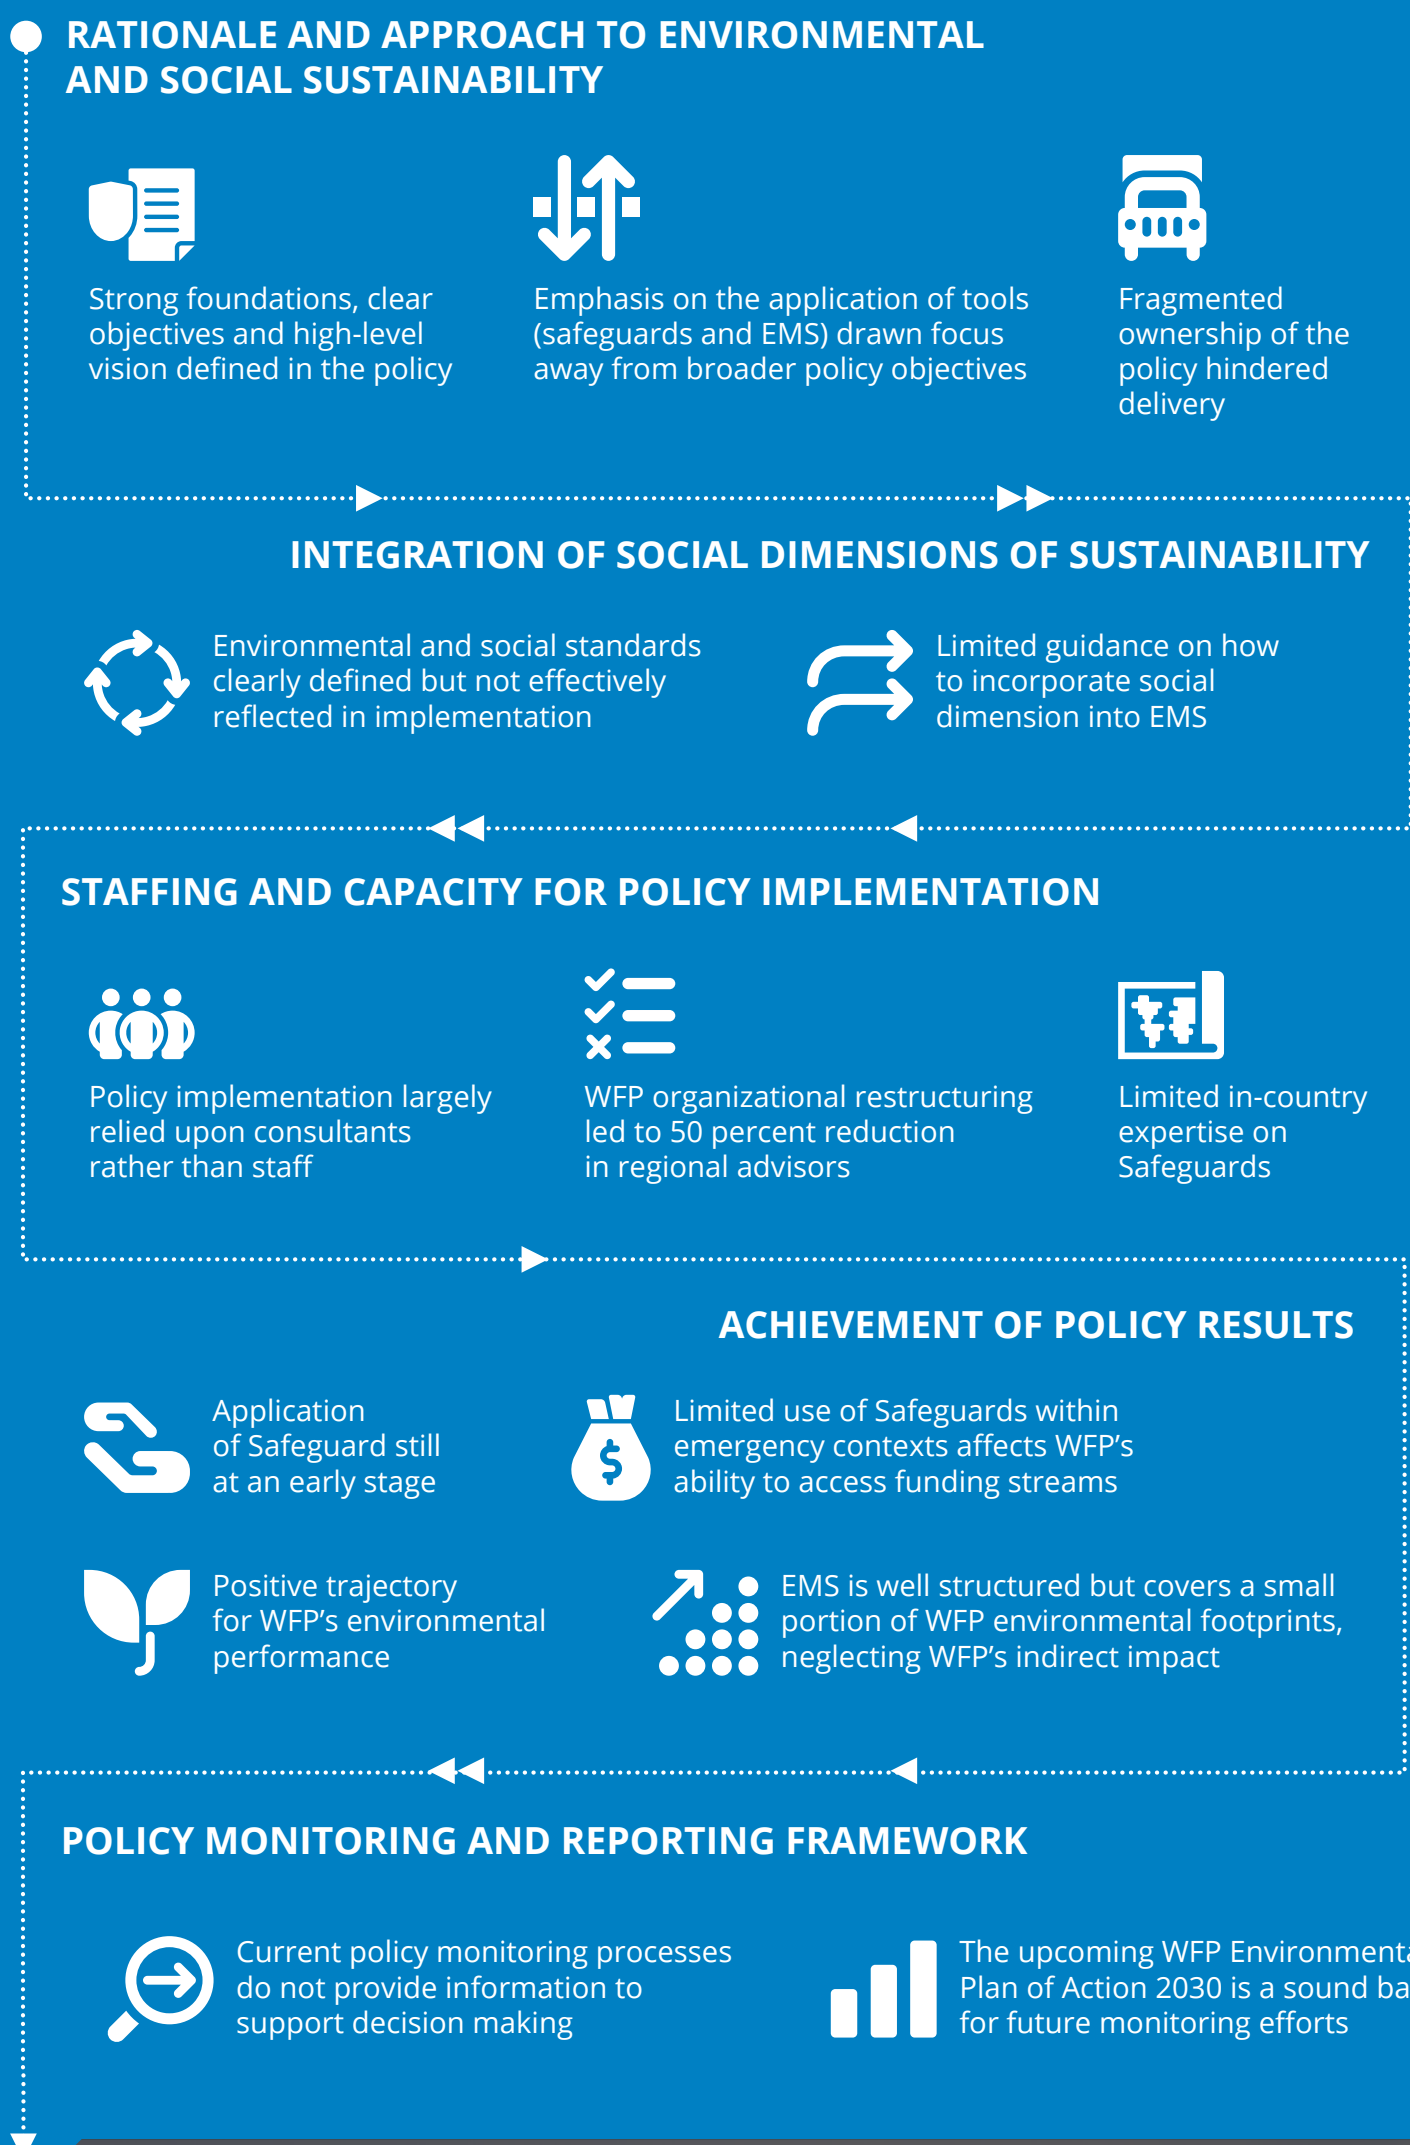 RATIONALE AND APPROACH TO ENVIRONMENTAL
AND SOCIAL SUSTAINABILITY
Strong foundations, clear
objectives and high-level
vision defined in the policy
Emphasis on the application of tools
(safeguards and EMS) drawn focus
away from broader policy objectives
Fragmented
ownership of the
policy hindered
delivery
INTEGRATION OF SOCIAL DIMENSIONS OF SUSTAINABILITY
Environmental and social standards
clearly defined but not effectively
reflected in implementation
Limited guidance on how
to incorporate social
dimension into EMS
STAFFING AND CAPACITY FOR POLICY IMPLEMENTATION
Policy implementation largely
relied upon consultants
rather than staff
WFP organizational restructuring
led to 50 percent reduction
in regional advisors
Limited in-country
expertise on
Safeguards
ACHIEVEMENT OF POLICY RESULTS
Application
of Safeguard still
at an early stage
$
Limited use of Safeguards within
emergency contexts affects WFP’s
ability to access funding streams
Positive trajectory
for WFP’s environmental
performance
EMS is well structured but covers a small
portion of WFP environmental footprints,
neglecting WFP’s indirect impact
POLICY MONITORING AND REPORTING FRAMEWORK
Current policy monitoring processes
do not provide information to
support decision making
The upcoming WFP
Plan of Action 2030 is a sound
for future monitoring efforts